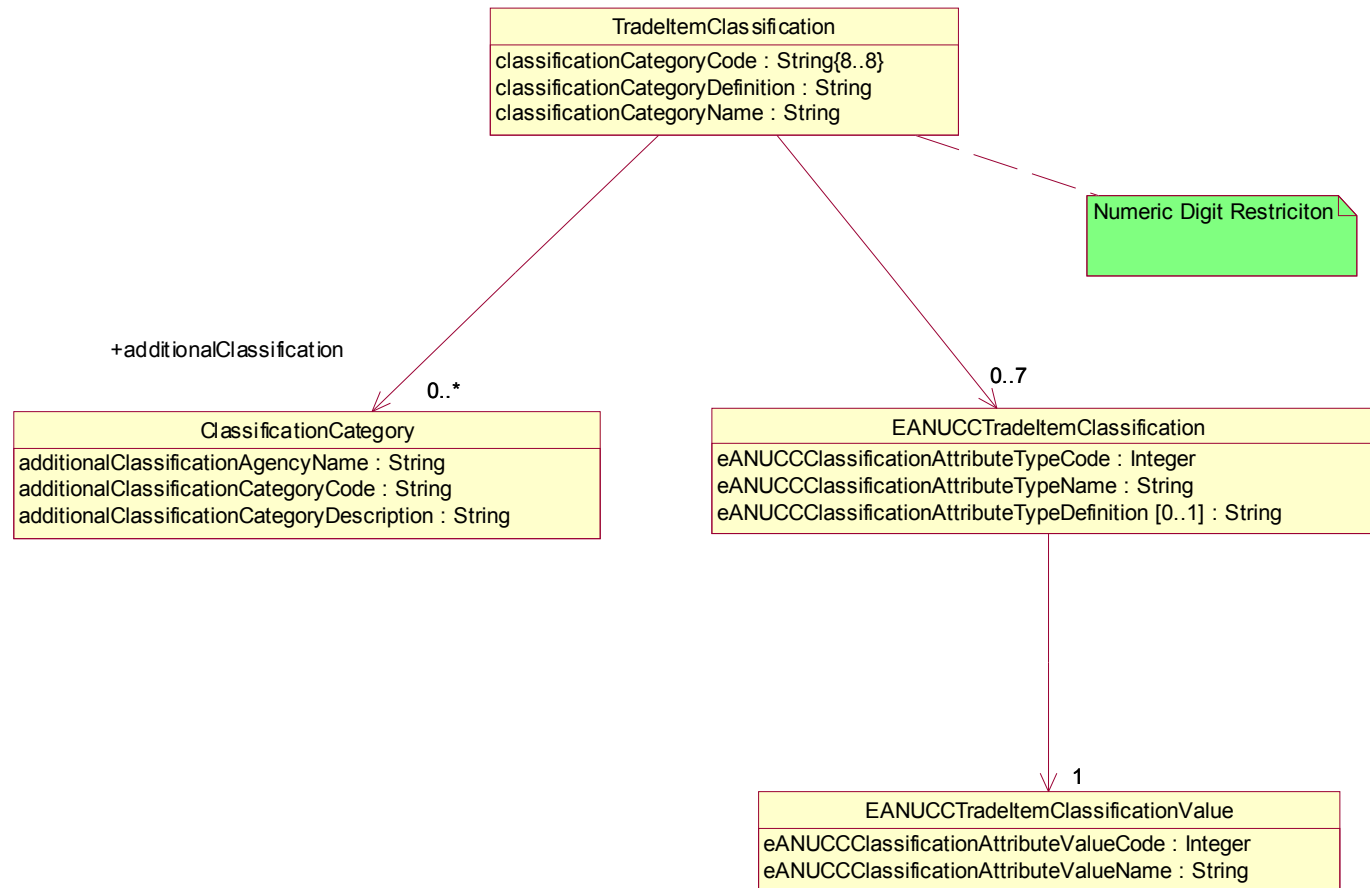 TradeItemClassification
classificationCategoryCode : String{8..8}
classificationCategoryDefinition : String
classificationCategoryName : String
Numeric Digit Restriciton
+additionalClassification
0..*
0..7
ClassificationCategory
additionalClassificationAgencyName : String
additionalClassificationCategoryCode : String
additionalClassificationCategoryDescription : String
EANUCCTradeItemClassification
eANUCCClassificationAttributeTypeCode : Integer
eANUCCClassificationAttributeTypeName : String
eANUCCClassificationAttributeTypeDefinition [0..1] : String
1
EANUCCTradeItemClassificationValue
eANUCCClassificationAttributeValueCode : Integer
eANUCCClassificationAttributeValueName : String